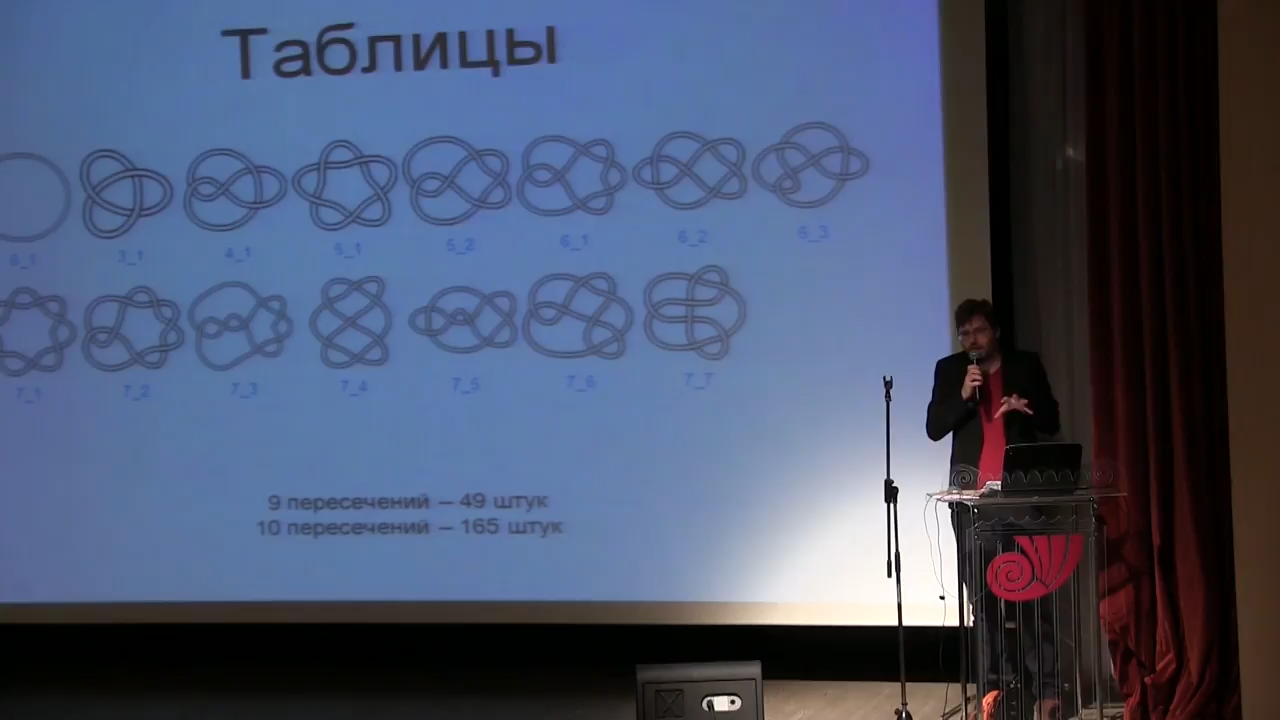 Таблицы
0_1 3_1 4_1 5_1 5_2 6_1 6_2 6_3
7_1 7_2 7_3 7_4 7_5 7_6 7_7
9 пересечений – 49 штук
10 пересечений – 165 штук